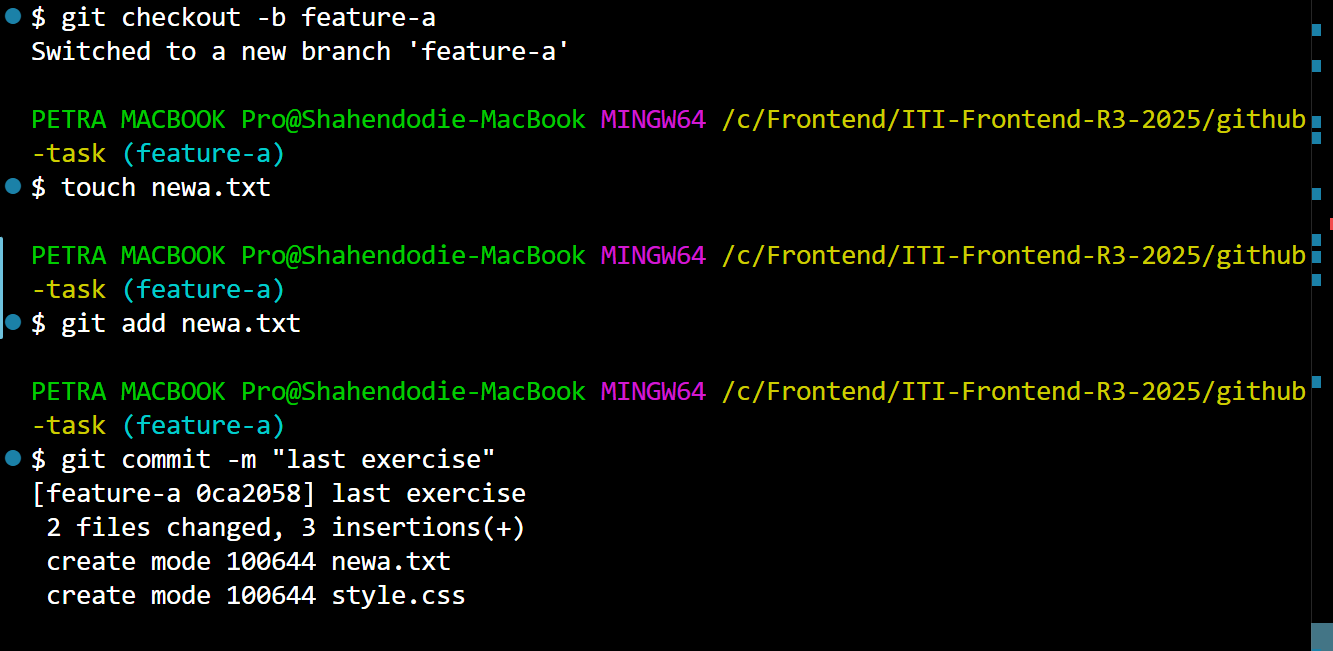 $ git checkout -b feature-a
Switched to a new branch 'feature-a'
PETRA MACBOOK Pro@Shahendodie-MacBook MINGW64 /c/Frontend/ITI-Frontend-R3-2025/github
-task (feature-a)
$ touch newa.txt
PETRA MACBOOK Pro@Shahendodie-MacBook MINGW64 /c/Frontend/ITI-Frontend-R3-2025/github
-task (feature-a)
$ git add newa.txt
PETRA MACBOOK Pro@Shahendodie-MacBook MINGW64 /c/Frontend/ITI-Frontend-R3-2025/github
-task (feature-a)
$ git commit -m "last exercise"
[feature-a 0ca2058] last exercise
 2 files changed, 3 insertions(+)
 create mode 100644 newa.txt
 create mode 100644 style.css